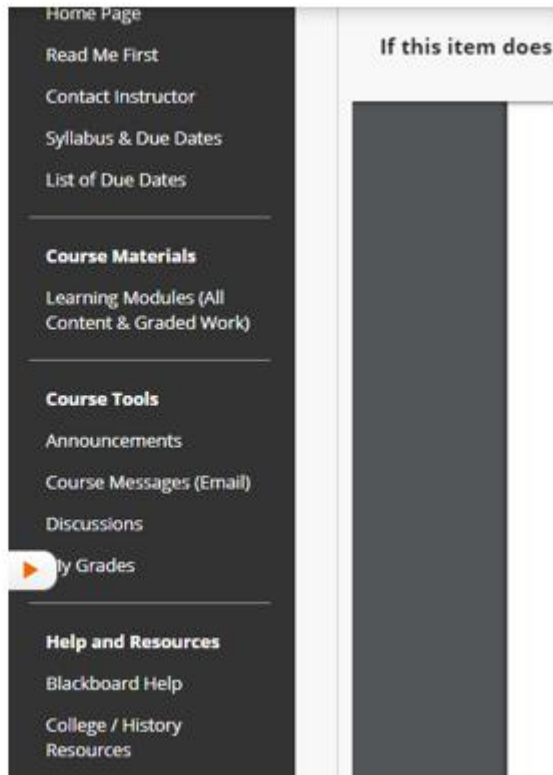 Home Page
Read Me First
Contact Instructor
Syllabus & Due Dates
List of Due Dates
Course Materials
Learning Modules (All
Content & Graded Work)
Course Tools
Announcements
Course Messages (Email)
Discussions
My Grades
Help and Resources
Blackboard Help
College / History
Resources
If this item does